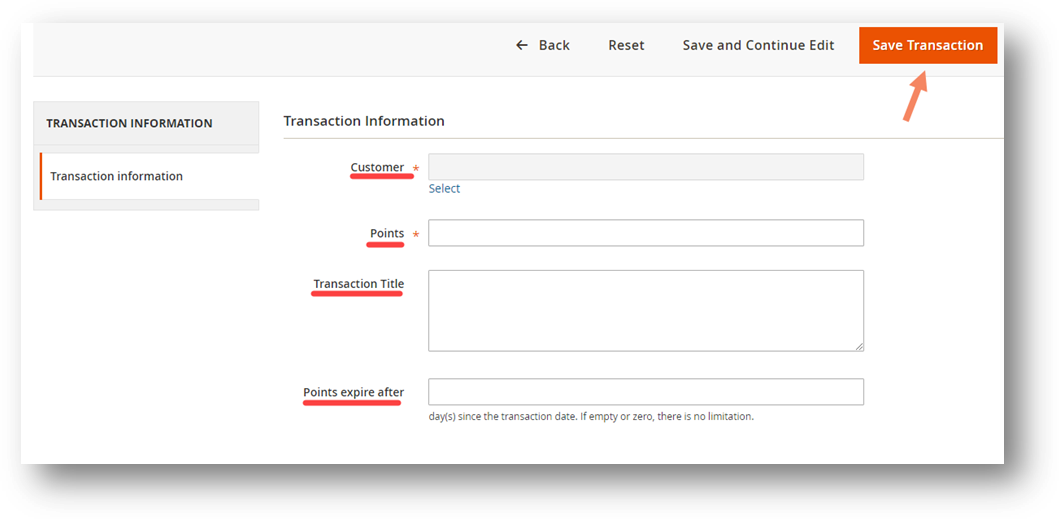 ← Back Reset Save and Continue Edit Save Transaction
TRANSACTION INFORMATION
Transaction information
Transaction Information
Customer *
Select
Points *
Transaction Title
Points expire after
day(s) since the transaction date. If empty or zero, there is no limitation.